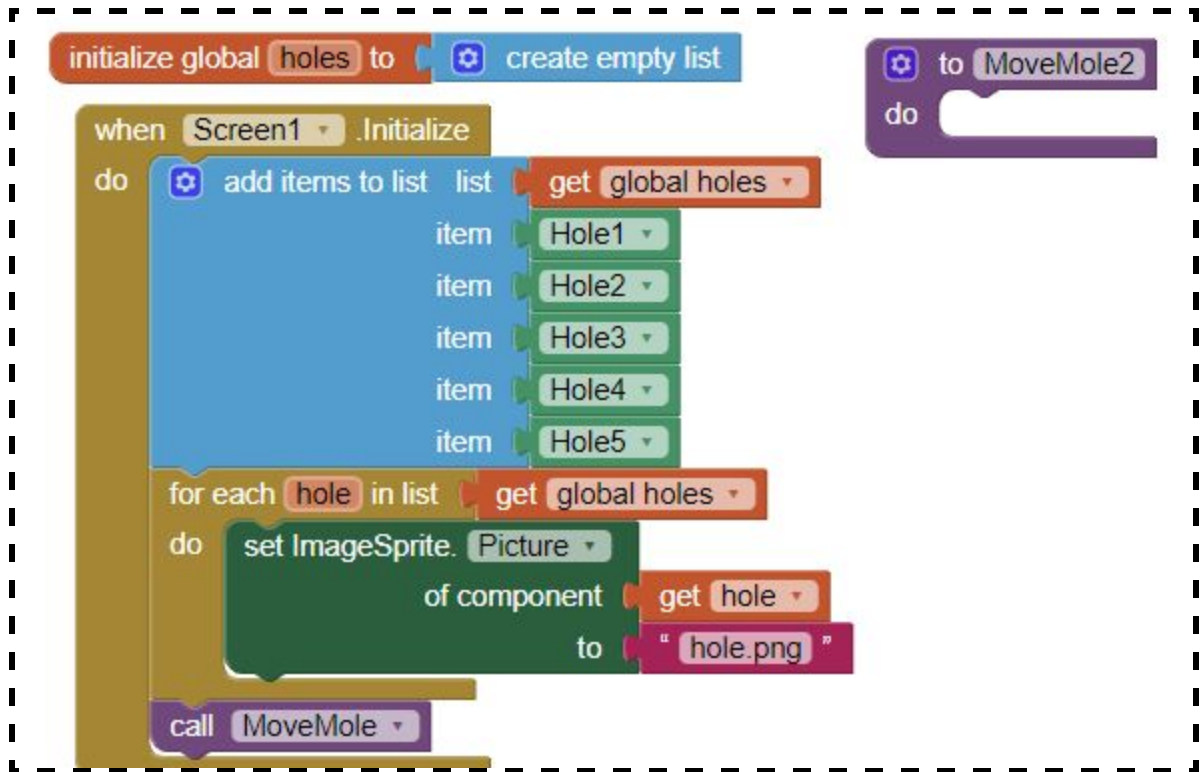 initialize global holes to create empty list
when Screen1 .Initialize
do add items to list list get global holes
item Hole1
item Hole2
item Hole3
item Hole4
item Hole5
for each hole in list get global holes
do set ImageSprite. Picture
of component get hole
to " hole.png "
call MoveMole
to MoveMole2
do